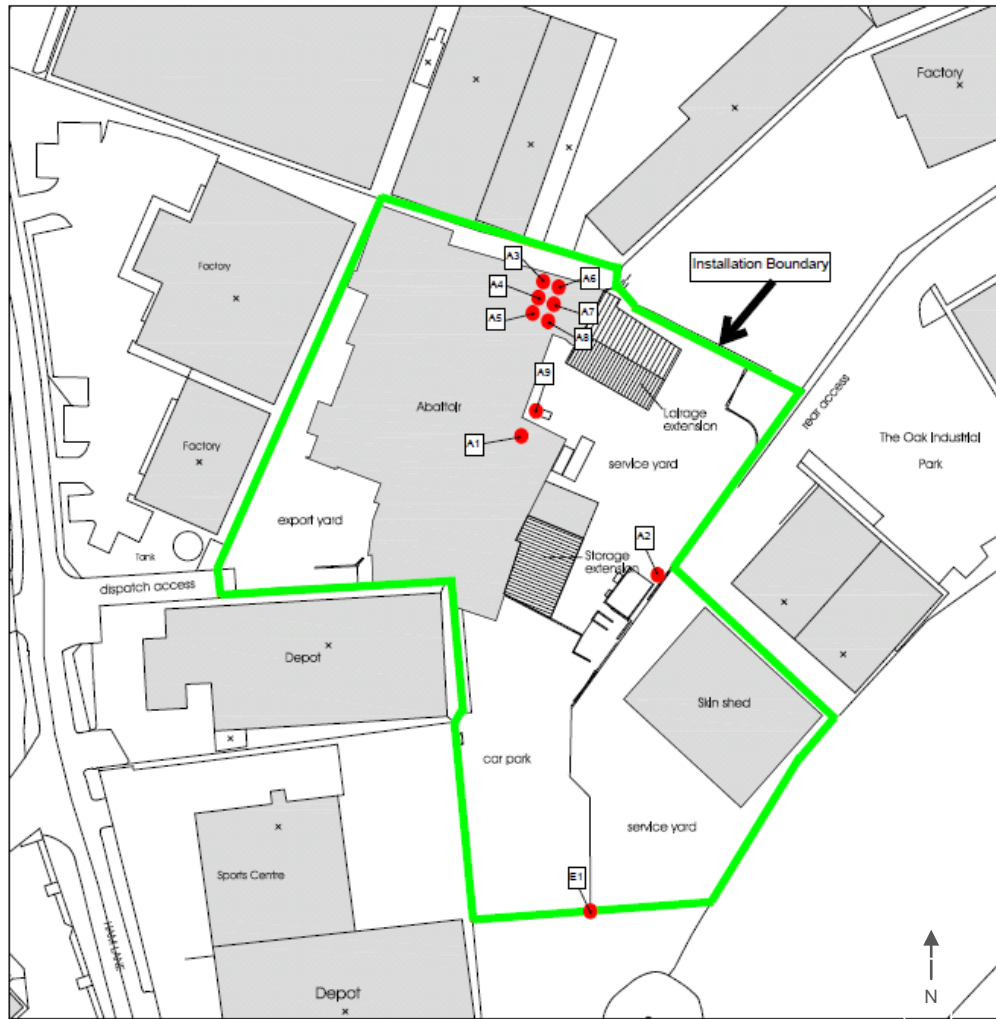 Factory
Installation Boundary
A3
A6
A4
A7
A5
A8
Factory
A9
Abattoir
A1
Lairage
extension
rear access
The Oak Industrial
Park
Factory
service yard
export yard
A2
Tank
Storage
extension
dispatch access
Depot
Skin shed
car park
service yard
E1
Sports Centre
HAM LANE
Depot
N